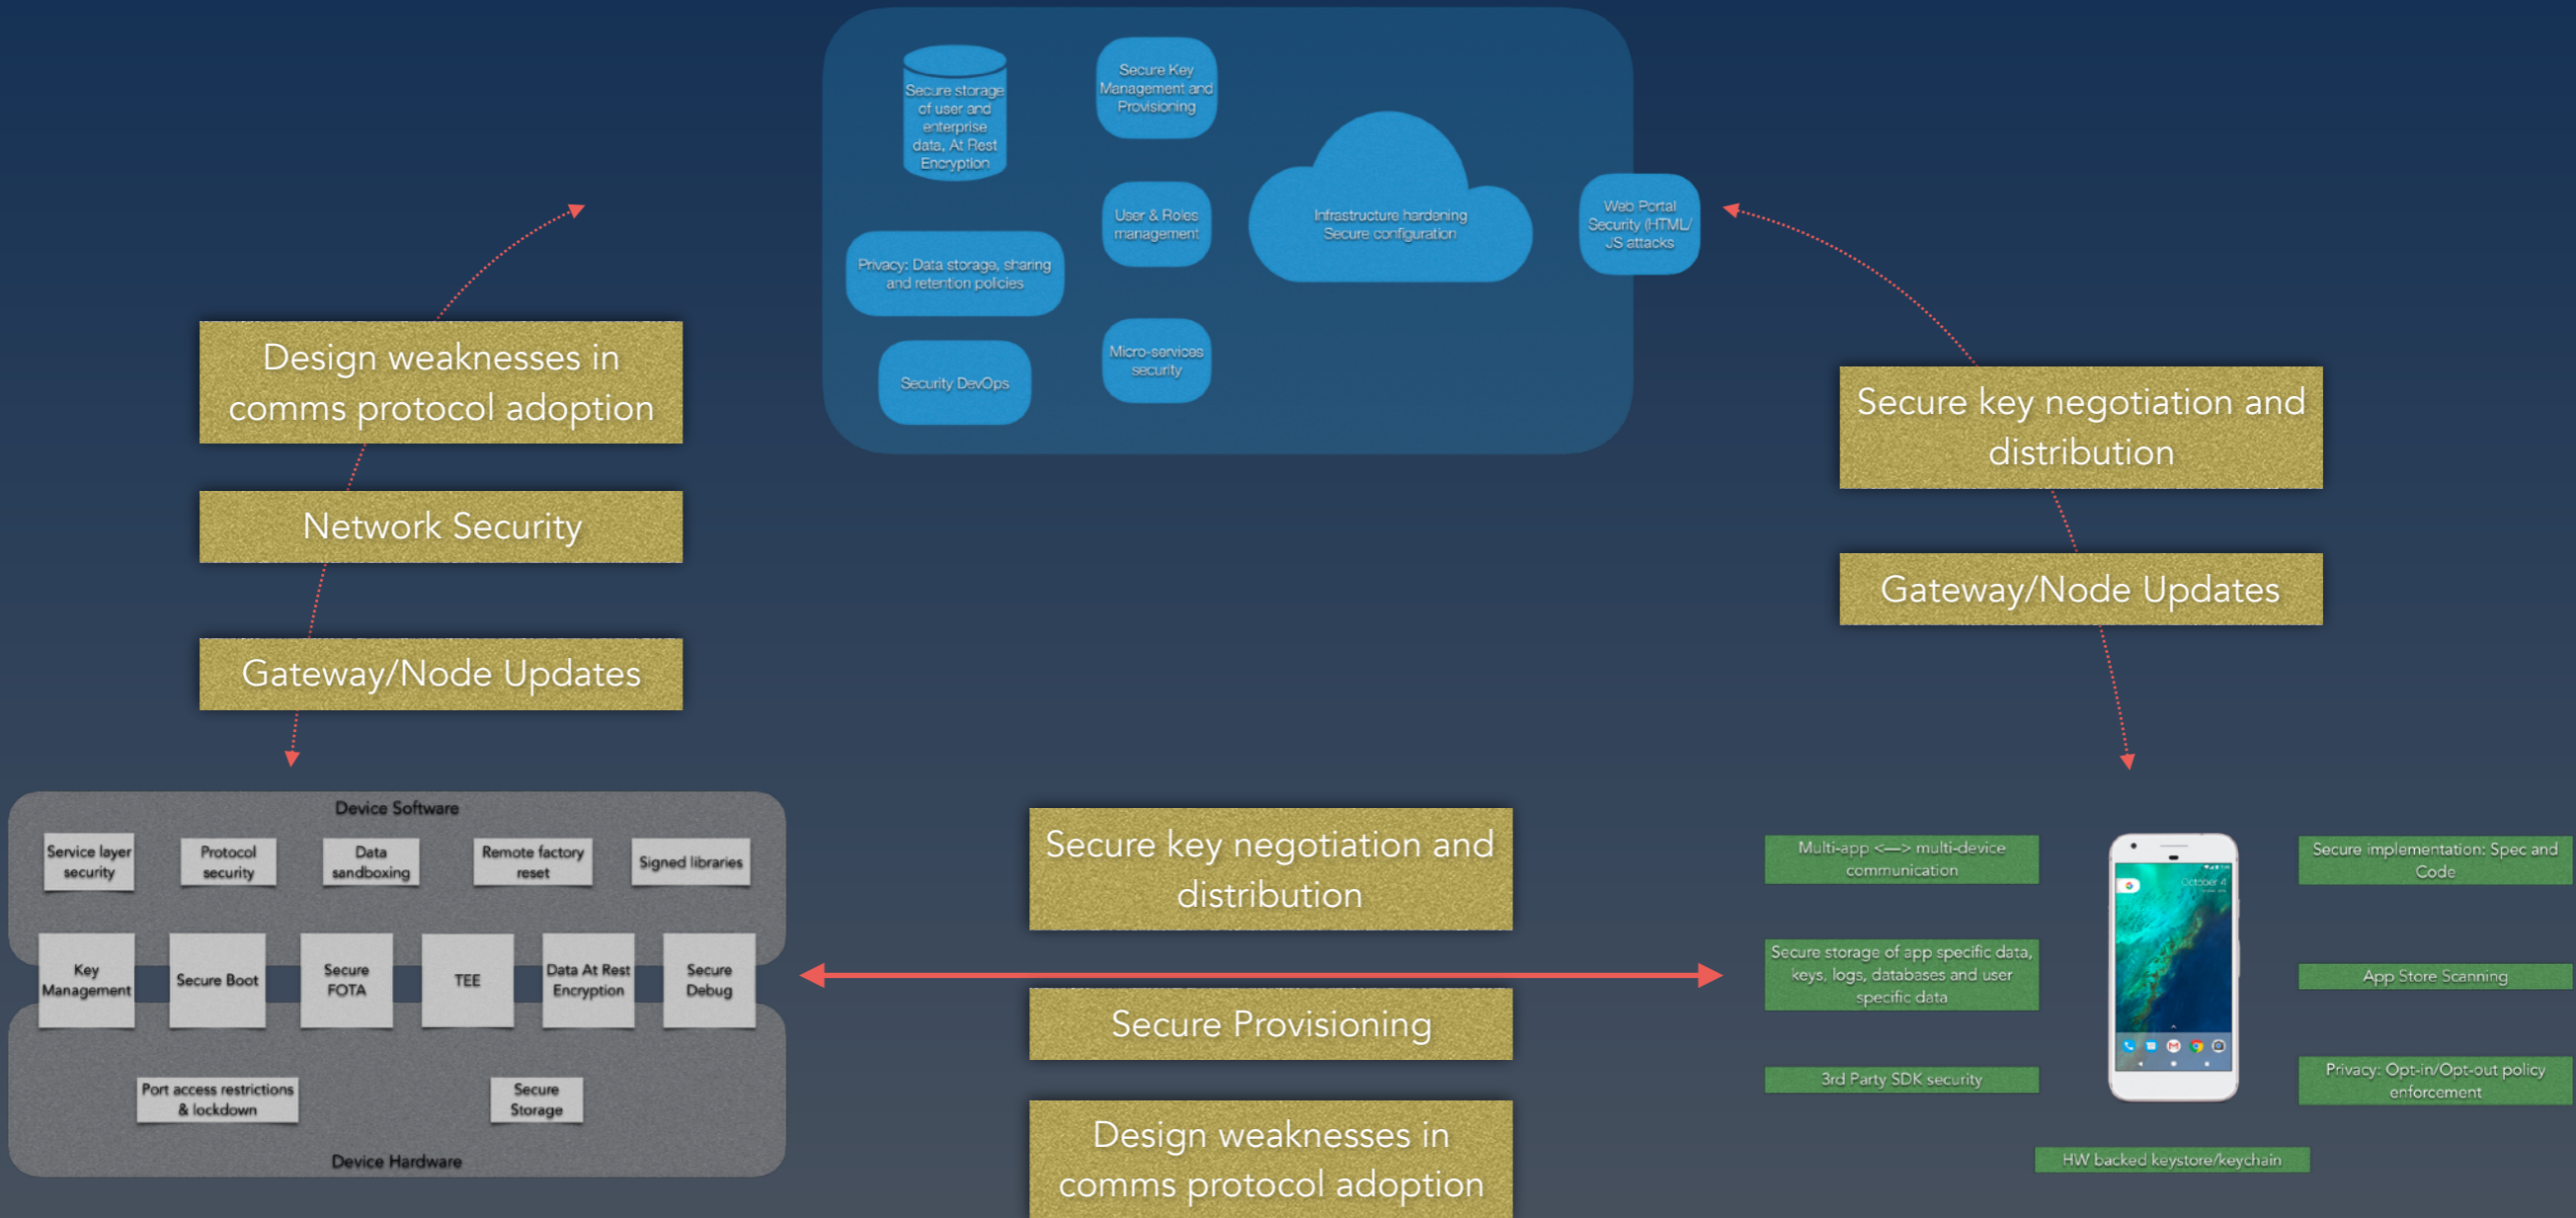 Secure storage
of user and
enterprise
data, At Rest
Encryption
Secure Key
Management and
Provisioning
User & Roles
management
Infrastructure hardening
Secure configuration
Web Portal
Security (HTML/
JS attacks
Privacy: Data storage, sharing
and retention policies
Security DevOps
Micro-services
security
Design weaknesses in
comms protocol adoption
Network Security
Gateway/Node Updates
Secure key negotiation and
distribution
Gateway/Node Updates
Device Software
Service layer
security
Protocol
security
Data
sandboxing
Remote factory
reset
Signed libraries
Key
Management
Secure Boot
Secure
FOTA
TEE
Data At Rest
Encryption
Secure
Debug
Port access restrictions
& lockdown
Secure
Storage
Device Hardware
Secure key negotiation and
distribution
Secure Provisioning
Design weaknesses in
comms protocol adoption
Multi-app <—> multi-device
communication
Secure storage of app specific data,
keys, logs, databases and user
specific data
3rd Party SDK security
October 4
Secure implementation: Spec and
Code
App Store Scanning
Privacy: Opt-in/Opt-out policy
enforcement
HW backed keystore/keychain